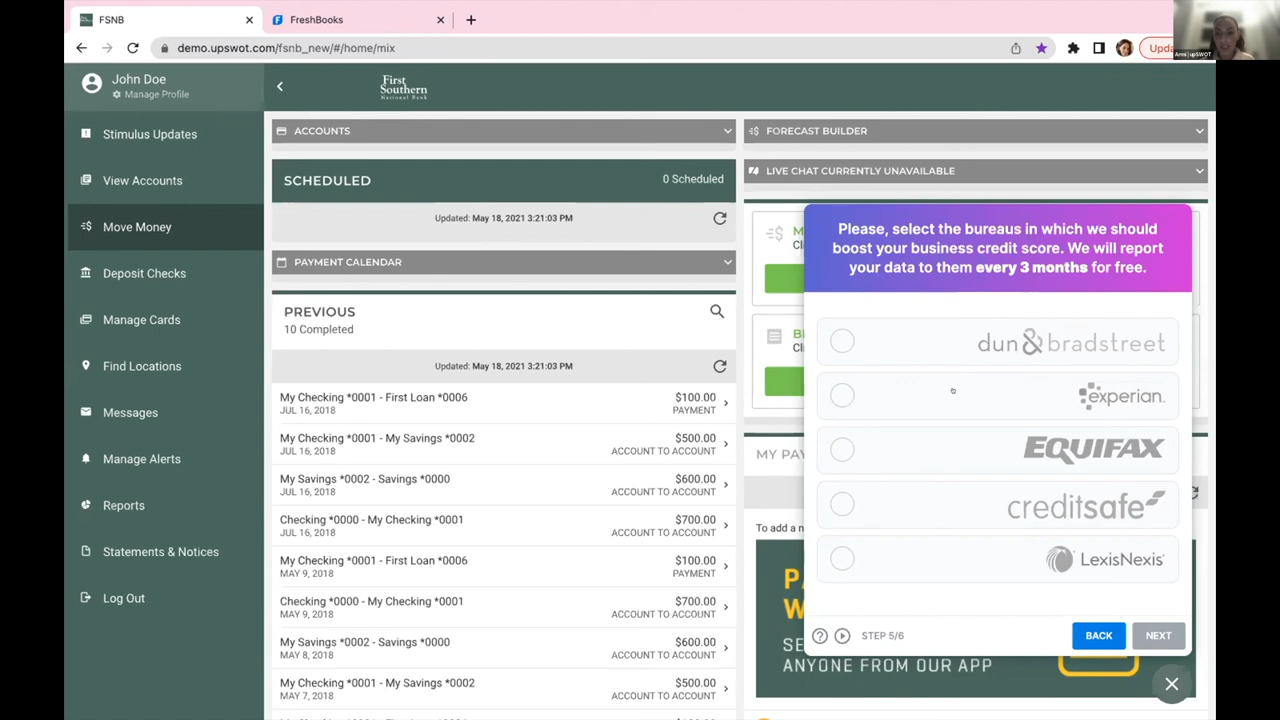 FSNB
FreshBooks
demo.upswot.com/fsnb_new/#/home/mix
Anni | upSWOT
John Doe
Manage Profile
First
Southern
National Bank
Stimulus Updates
View Accounts
Move Money
Deposit Checks
Manage Cards
Find Locations
Messages
Manage Alerts
Reports
Statements & Notices
Log Out
ACCOUNTS
SCHEDULED
0 Scheduled
Updated: May 18, 2021 3:21:03 PM
PAYMENT CALENDAR
PREVIOUS
10 Completed
Updated: May 18, 2021 3:21:03 PM
My Checking *0001 - First Loan *0006 $100.00
JUL 16, 2018 PAYMENT
My Checking *0001 - My Savings *0002 $500.00
JUL 16, 2018 ACCOUNT TO ACCOUNT
My Savings *0002 - Savings *0000 $600.00
JUL 16, 2018 ACCOUNT TO ACCOUNT
Checking *0000 - My Checking *0001 $700.00
JUL 16, 2018 ACCOUNT TO ACCOUNT
My Checking *0001 - First Loan *0006 $100.00
MAY 9, 2018 PAYMENT
Checking *0000 - My Checking *0001 $700.00
MAY 9, 2018 ACCOUNT TO ACCOUNT
My Savings *0002 - Savings *0000 $600.00
MAY 8, 2018 ACCOUNT TO ACCOUNT
My Checking *0001 - My Savings *0002 $500.00
MAY 7, 2018 ACCOUNT TO ACCOUNT
FORECAST BUILDER
LIVE CHAT CURRENTLY UNAVAILABLE
Please, select the bureaus in which we should
boost your business credit score. We will report
your data to them every 3 months for free.
dun & bradstreet
experian.
EQUIFAX
creditsafe
LexisNexis
STEP 5/6
BACK
NEXT
MY PAY
To add a n
ANYONE FROM OUR APP